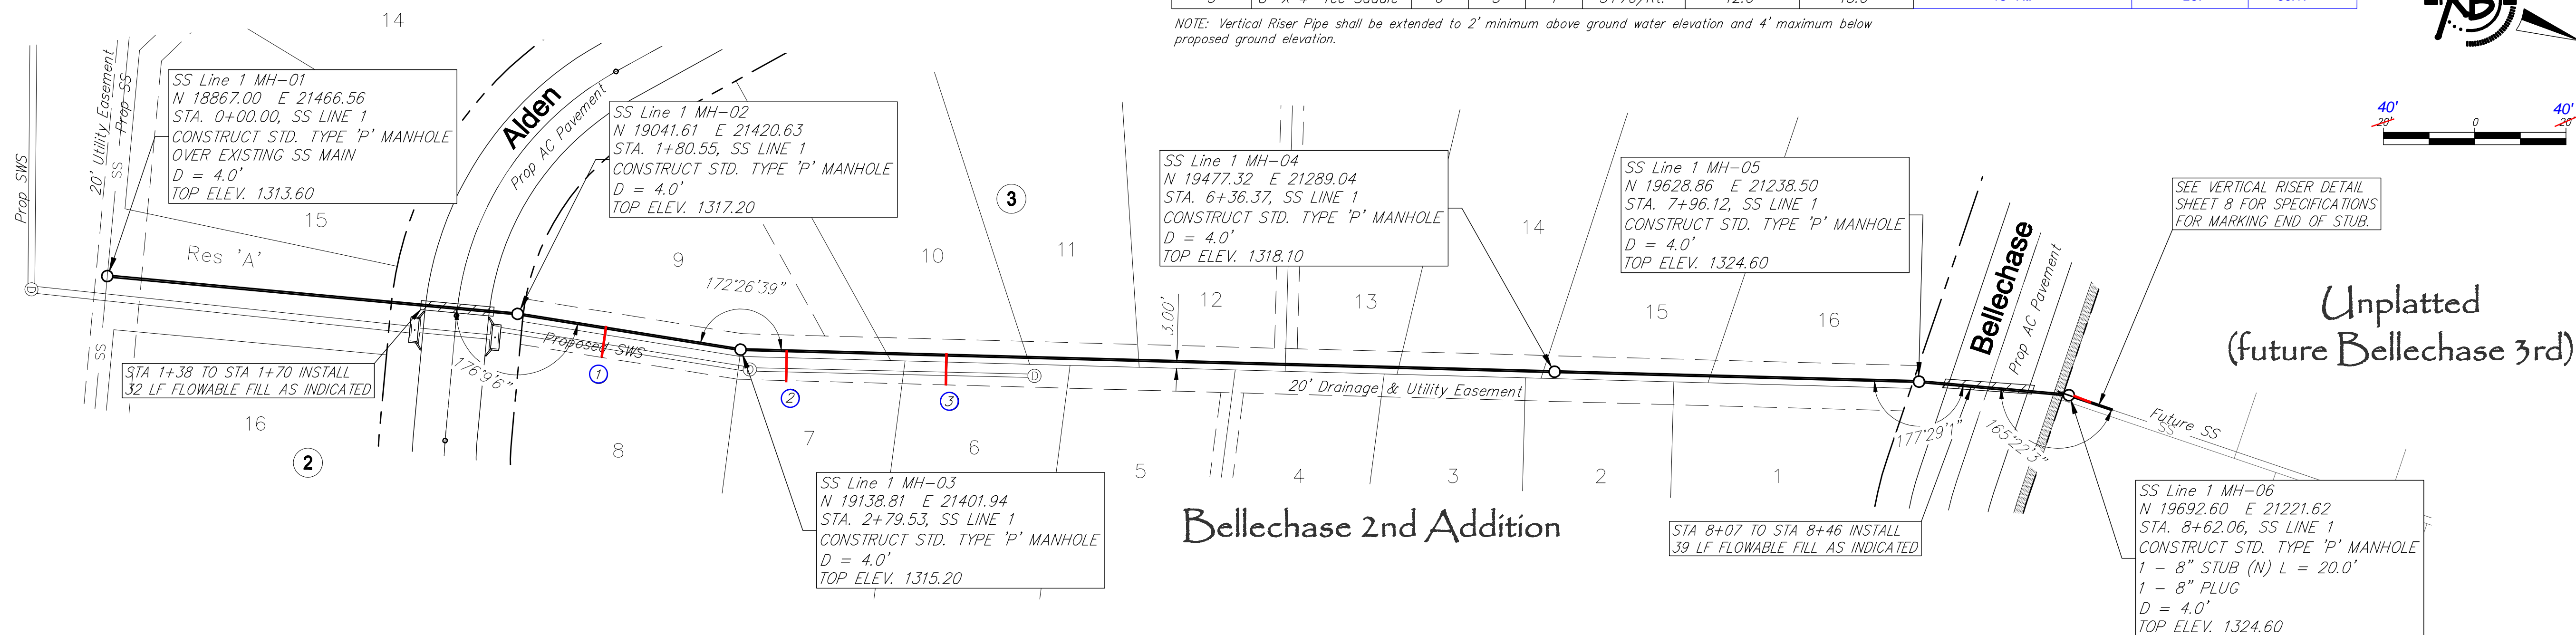 3 8" X 4" Tee Saddle 8 3 1 3+70/Rt. 12.0 15.0
NOTE: Vertical Riser Pipe shall be extended to 2' minimum above ground water elevation and 4' maximum below
proposed ground elevation.
14
20' Utility Easement
Prop SS
SS
Prop SWS
SS Line 1 MH-01
N 18867.00 E 21466.56
STA. 0+00.00, SS LINE 1
CONSTRUCT STD. TYPE 'P' MANHOLE
OVER EXISTING SS MAIN
D = 4.0'
TOP ELEV. 1313.60
15
Res 'A'
Alden
Prop AC Pavement
SS Line 1 MH-02
N 19041.61 E 21420.63
STA. 1+80.55, SS LINE 1
CONSTRUCT STD. TYPE 'P' MANHOLE
D = 4.0'
TOP ELEV. 1317.20
3
9
10
11
172°26'39"
SS Line 1 MH-04
N 19477.32 E 21289.04
STA. 6+36.37, SS LINE 1
CONSTRUCT STD. TYPE 'P' MANHOLE
D = 4.0'
TOP ELEV. 1318.10
3.00'
12
13
14
SS Line 1 MH-05
N 19628.86 E 21238.50
STA. 7+96.12, SS LINE 1
CONSTRUCT STD. TYPE 'P' MANHOLE
D = 4.0'
TOP ELEV. 1324.60
15
16
Bellechase
Prop AC Pavement
40'
40'
20'
0
20'
SEE VERTICAL RISER DETAIL
SHEET 8 FOR SPECIFICATIONS
FOR MARKING END OF STUB.
Unplatted
(future Bellechase 3rd)
D
SS
STA 1+38 TO STA 1+70 INSTALL
32 LF FLOWABLE FILL AS INDICATED
176°9'6"
Proposed SWS
1
2
3
D
D
20' Drainage & Utility Easement
177°29'1"
165°22'3"
Future SS
SS
16
2
8
7
6
5
4
3
2
1
SS Line 1 MH-03
N 19138.81 E 21401.94
STA. 2+79.53, SS LINE 1
CONSTRUCT STD. TYPE 'P' MANHOLE
D = 4.0'
TOP ELEV. 1315.20
Bellechase 2nd Addition
STA 8+07 TO STA 8+46 INSTALL
39 LF FLOWABLE FILL AS INDICATED
SS Line 1 MH-06
N 19692.60 E 21221.62
STA. 8+62.06, SS LINE 1
CONSTRUCT STD. TYPE 'P' MANHOLE
1 - 8" STUB (N) L = 20.0'
1 - 8" PLUG
D = 4.0'
TOP ELEV. 1324.60